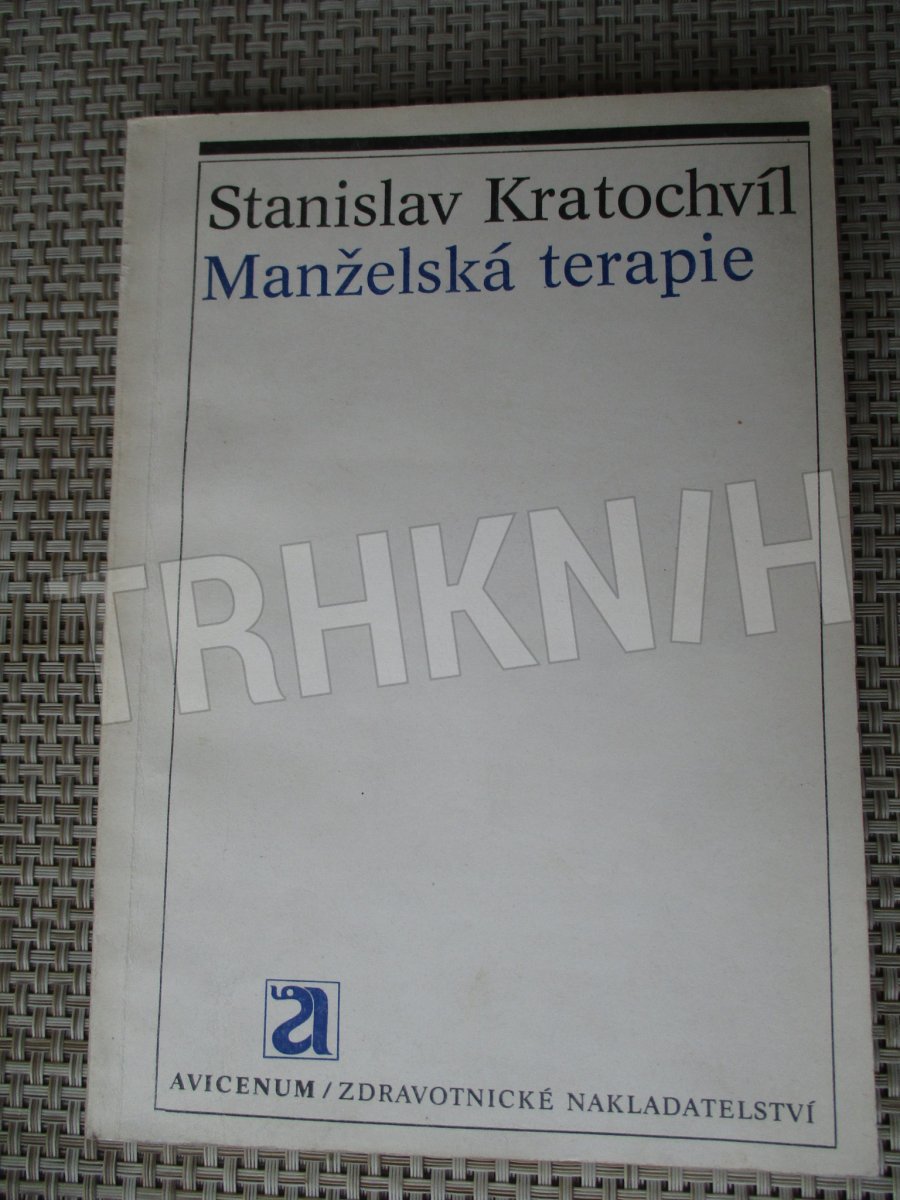 Stanislav Kratochvíl
Manželská terapie
TRHKNIH
a
AVICENUM / ZDRAVOTNICKÉ NAKLADATELSTVÍ